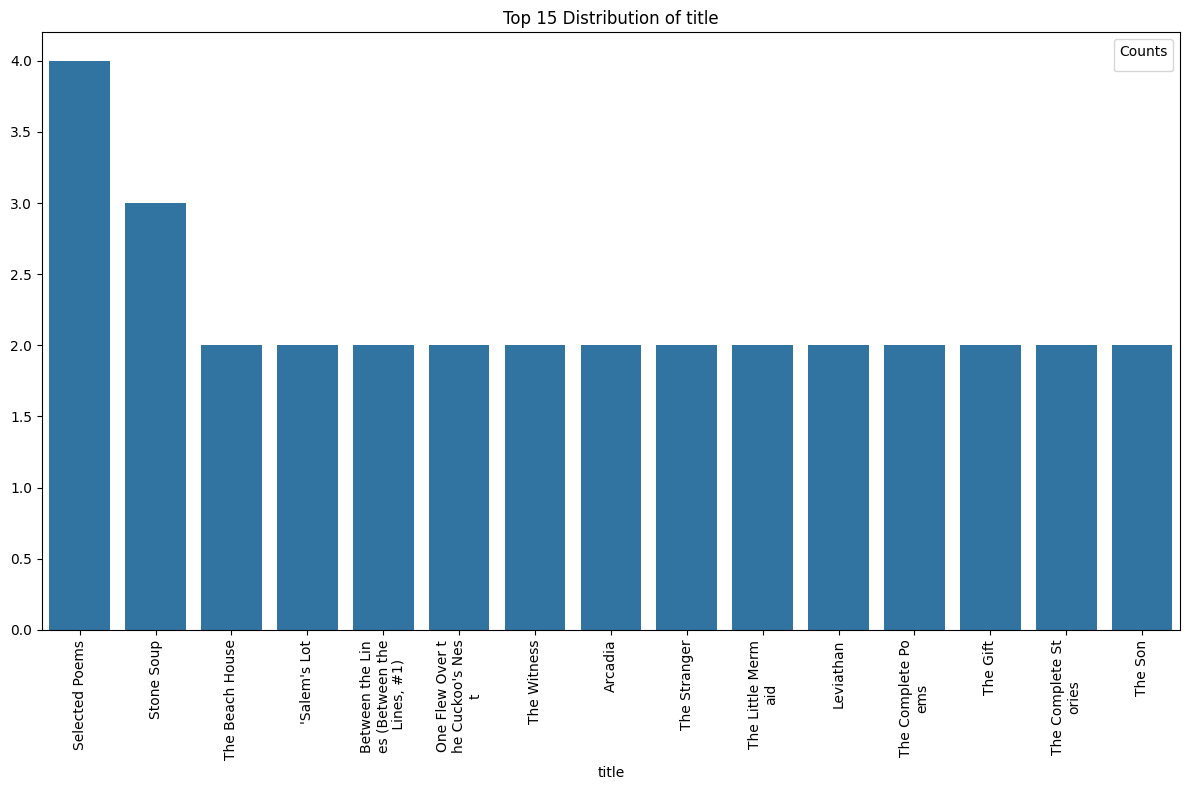 Top 15 Distribution of title
Counts
4.0
3.5
3.0
2.5
2.0
1.5
1.0
0.5
0.0
Selected Poems
Stone Soup
The Beach House
'Salem's Lot
Between the Lin
es (Between the
Lines, #1)
One Flew Over t
he Cuckoo's Nes
t
The Witness
Arcadia
The Stranger
The Little Merm
aid
Leviathan
The Complete Po
ems
The Gift
The Complete St
ories
The Son
title